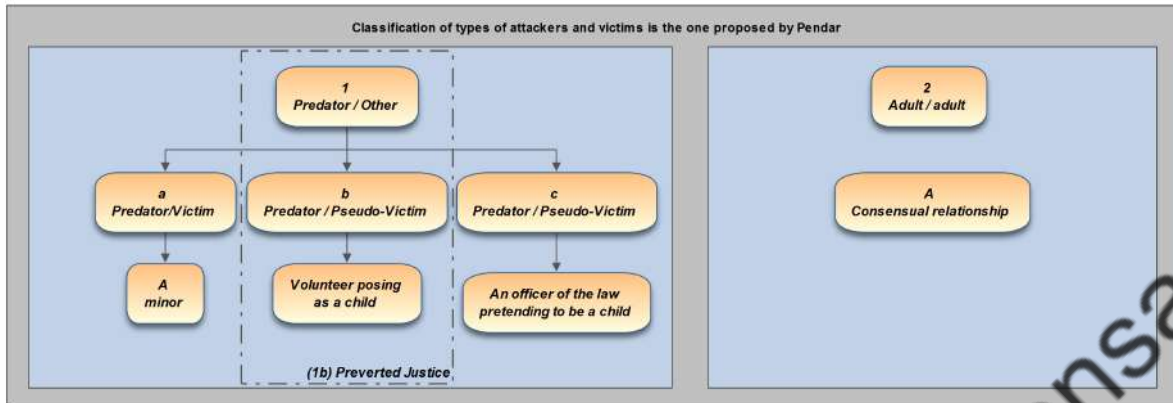 Classification of types of attackers and victims is the one proposed by Pendar
1
Predator / Other
a
Predator/Victim
b
Predator / Pseudo-Victim
c
Predator / Pseudo-Victim
A
minor
Volunteer posing
as a child
An officer of the law
pretending to be a child
(1b) Preverted Justice
2
Adult / adult
A
Consensual relationship